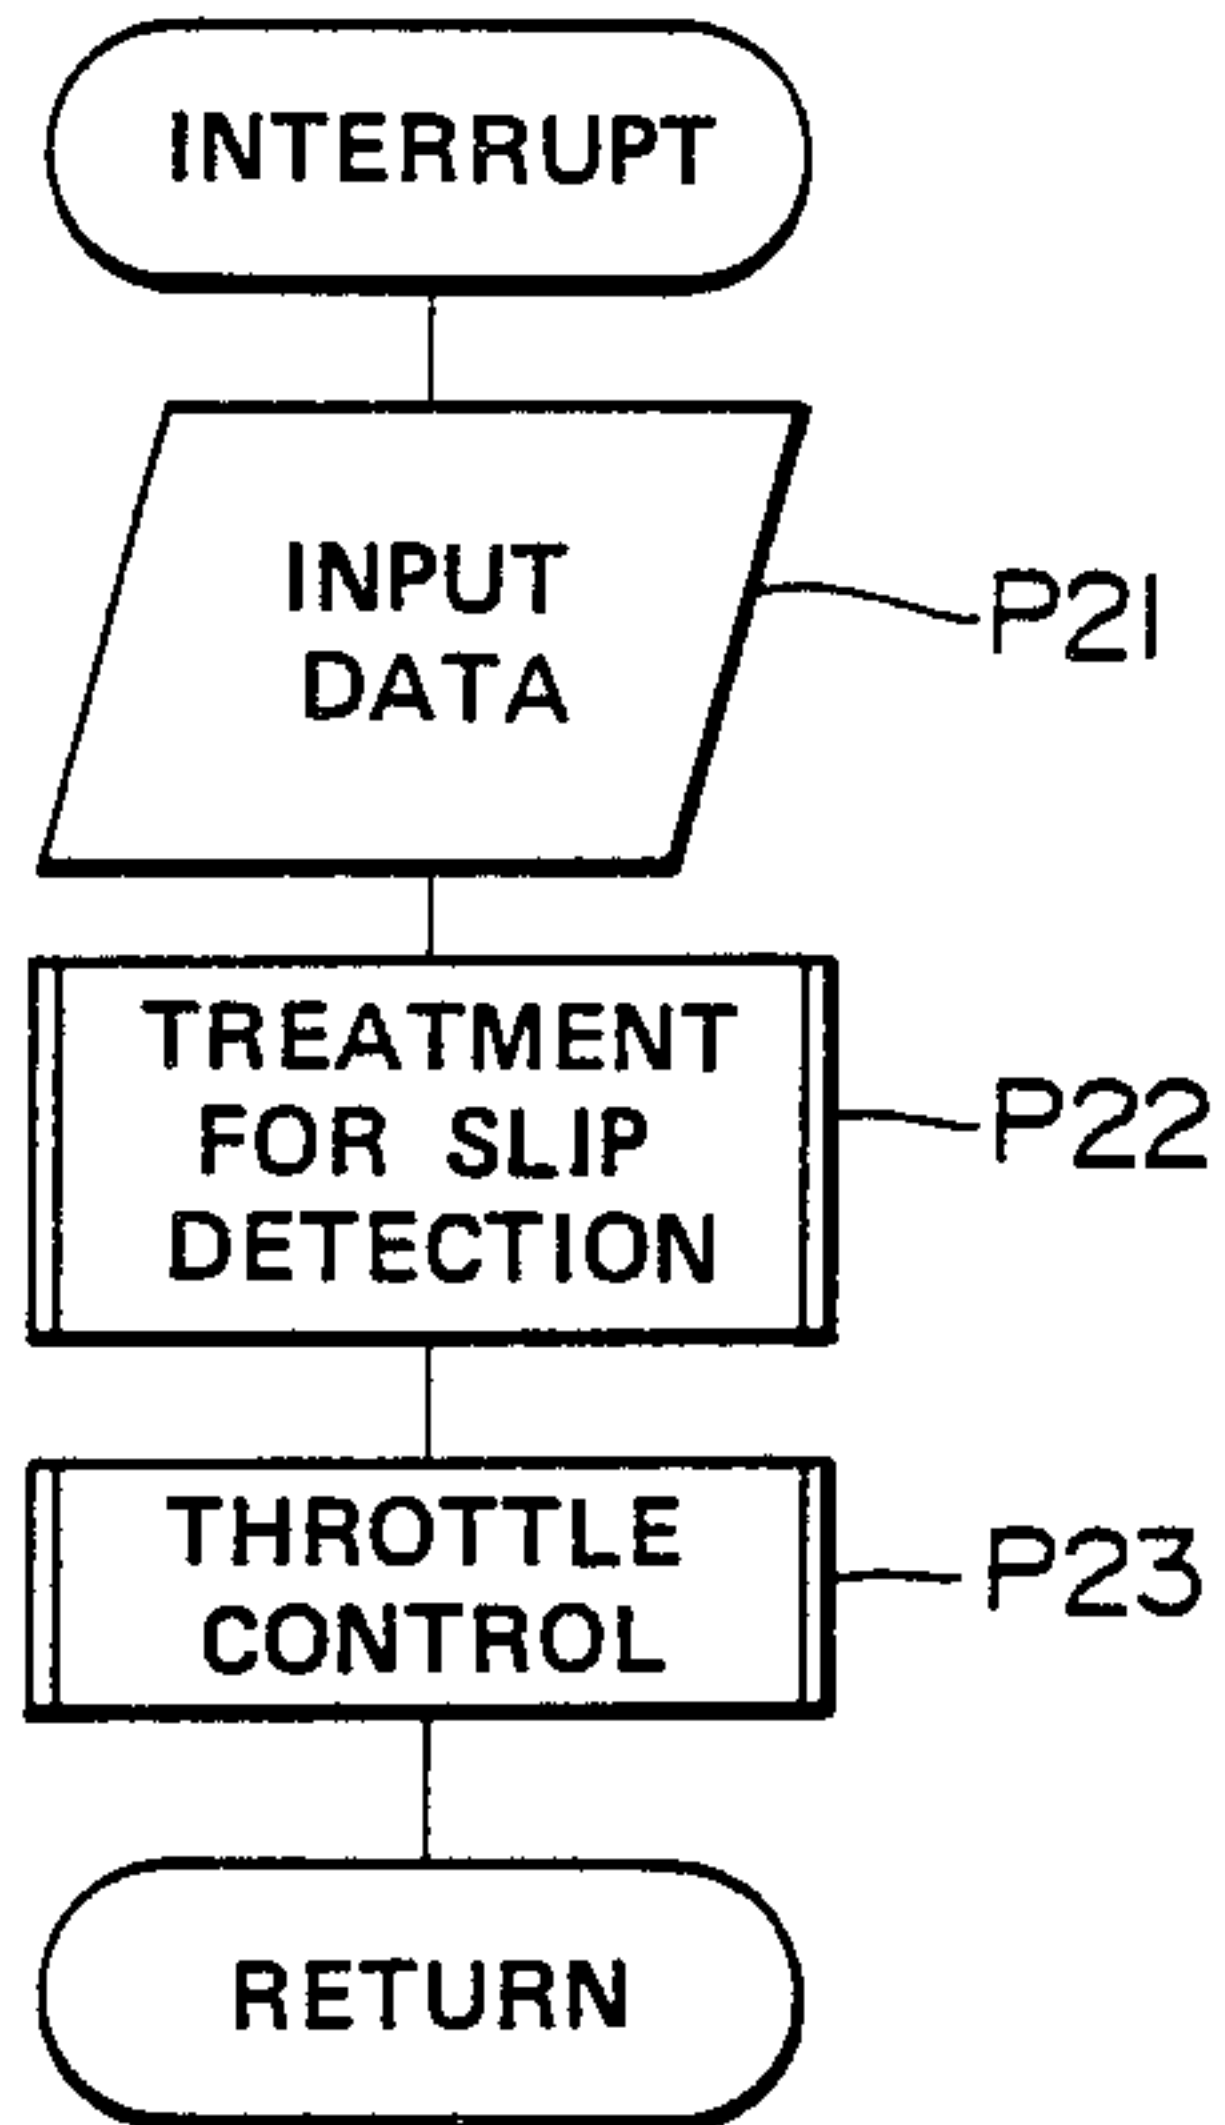 INTERRUPT
INPUT
DATA
P21
TREATMENT
FOR SLIP
DETECTION
P22
THROTTLE
CONTROL
P23
RETURN